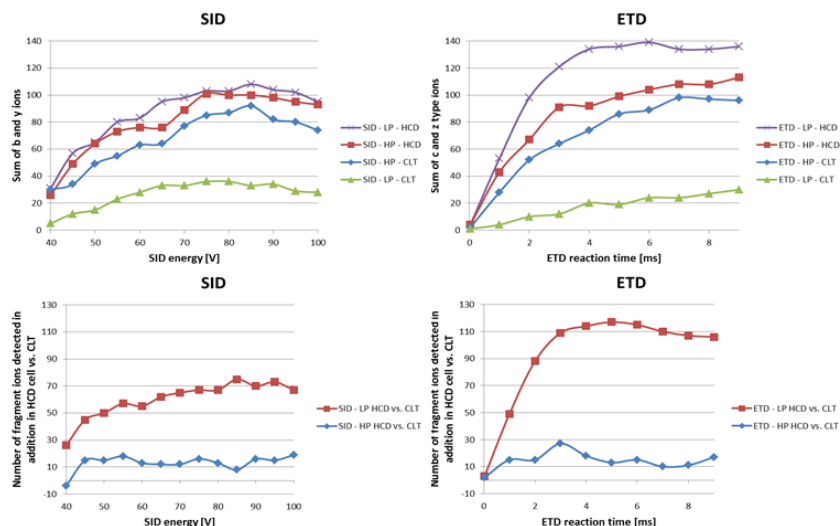 SID
140
120
100
80
60
40
20
0
Sum of b and y ions
40 50 60 70 80 90 100
SID energy [V]
SID - LP - HCD
SID - HP - HCD
SID - HP - CLT
SID - LP - CLT
ETD
140
120
100
80
60
40
20
0
Sum of c and z type ions
0 2 4 6 8
ETD reaction time [ms]
ETD - LP - HCD
ETD - HP - HCD
ETD - HP - CLT
ETD - LP - CLT
SID
130
110
90
70
50
30
10
-10
Number of fragment ions detected in
addition in HCD cell vs. CLT
40 50 60 70 80 90 100
SID energy [V]
SID - LP HCD vs. CLT
SID - HP HCD vs. CLT
ETD
130
110
90
70
50
30
10
-10
Number of fragment ions detected in
addition in HCD cell vs. CLT
0 2 4 6 8
ETD reaction time [ms]
ETD - LP HCD vs. CLT
ETD - HP HCD vs. CLT